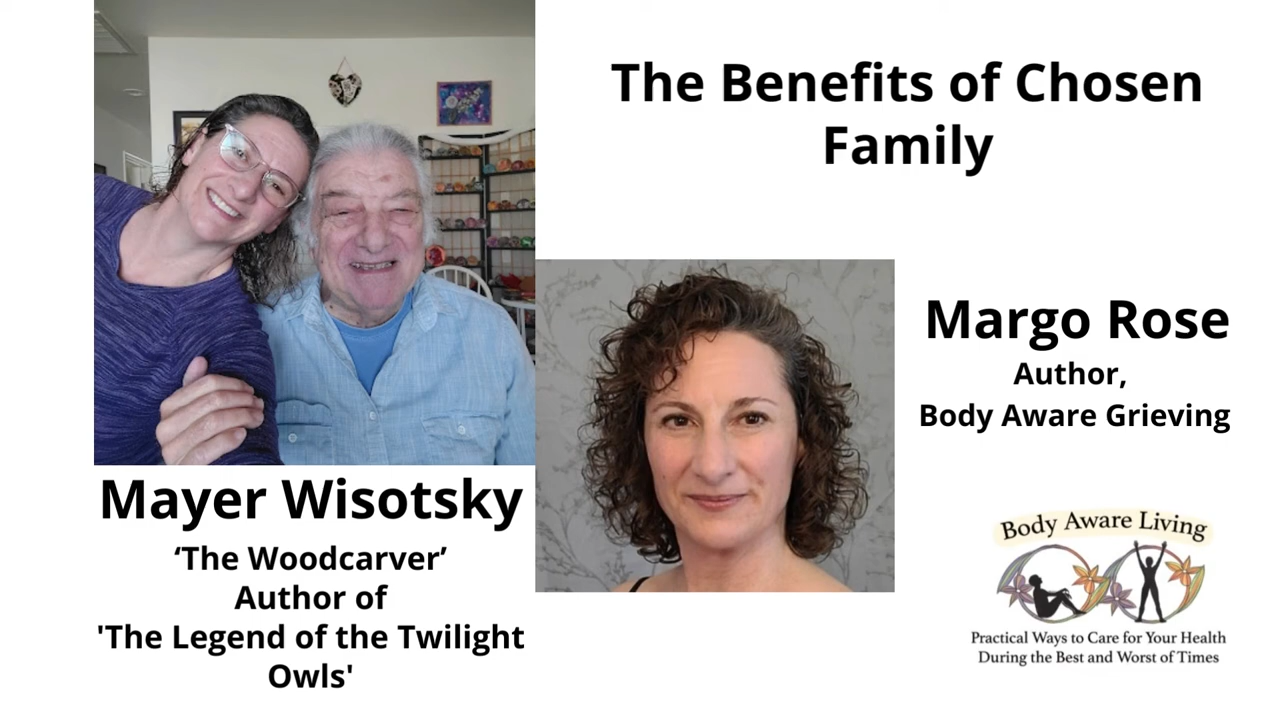 The Benefits of Chosen
Family
Margo Rose
Author,
Body Aware Grieving
Mayer Wisotsky
‘The Woodcarver’
Author of
'The Legend of the Twilight
Owls'
Body Aware Living
Practical Ways to Care for Your Health
During the Best and Worst of Times